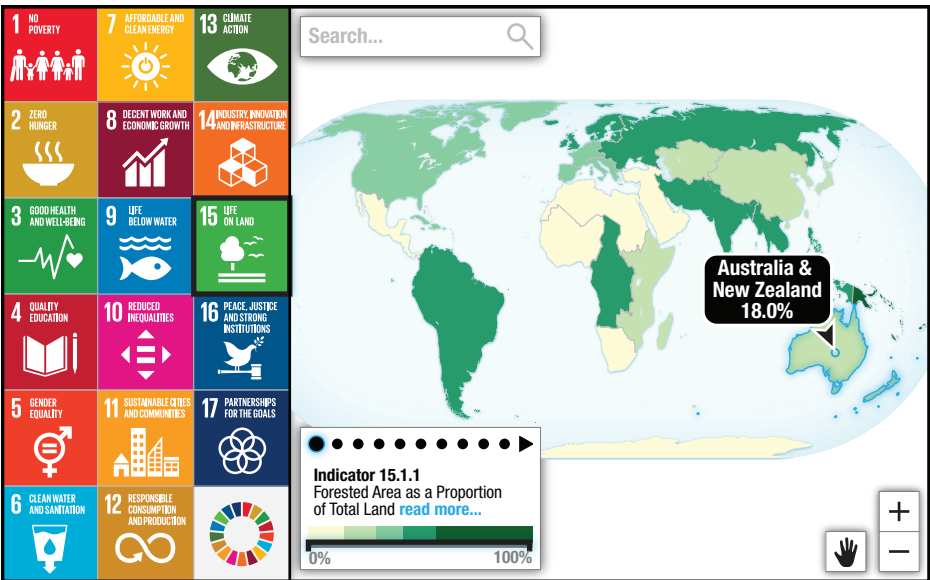 1 NO
POVERTY
7 AFFORDABLE AND
CLEAN ENERGY
13 CLIMATE
ACTION
2 ZERO
HUNGER
8 DECENT WORK AND
ECONOMIC GROWTH
14 INDUSTRY, INNOVATION
AND INFRASTRUCTURE
3 GOOD HEALTH
AND WELL-BEING
9 LIFE
BELOW WATER
15 LIFE
ON LAND
4 QUALITY
EDUCATION
10 REDUCED
INEQUALITIES
16 PEACE, JUSTICE
AND STRONG
INSTITUTIONS
5 GENDER
EQUALITY
11 SUSTAINABLE CITIES
AND COMMUNITIES
17 PARTNERSHIPS
FOR THE GOALS
6 CLEAN WATER
AND SANITATION
12 RESPONSIBLE
CONSUMPTION
AND PRODUCTION
Search...
Australia &
New Zealand
18.0%
Indicator 15.1.1
Forested Area as a Proportion
of Total Land read more...
0% 100%
+
−